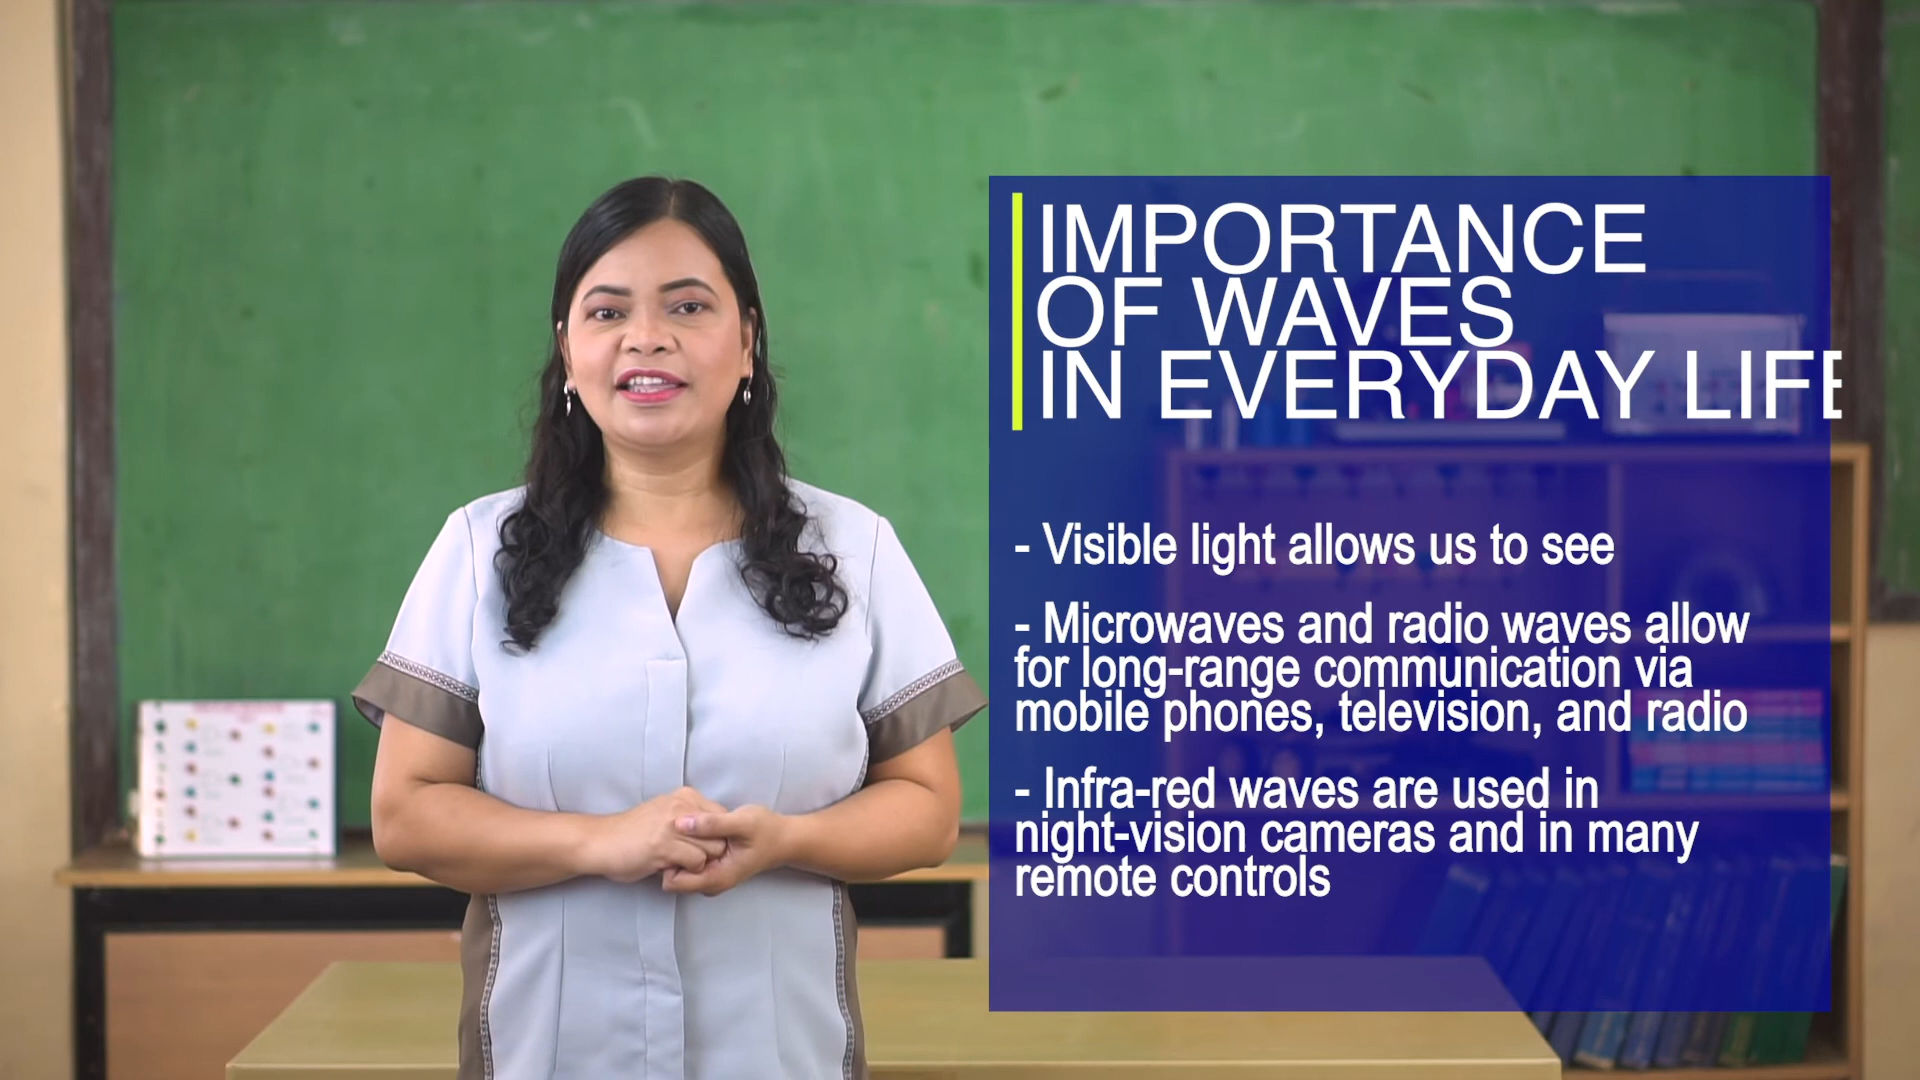 IMPORTANCE
OF WAVES
IN EVERYDAY LIFE
- Visible light allows us to see
- Microwaves and radio waves allow
for long-range communication via
mobile phones, television, and radio
- Infra-red waves are used in
night-vision cameras and in many
remote controls